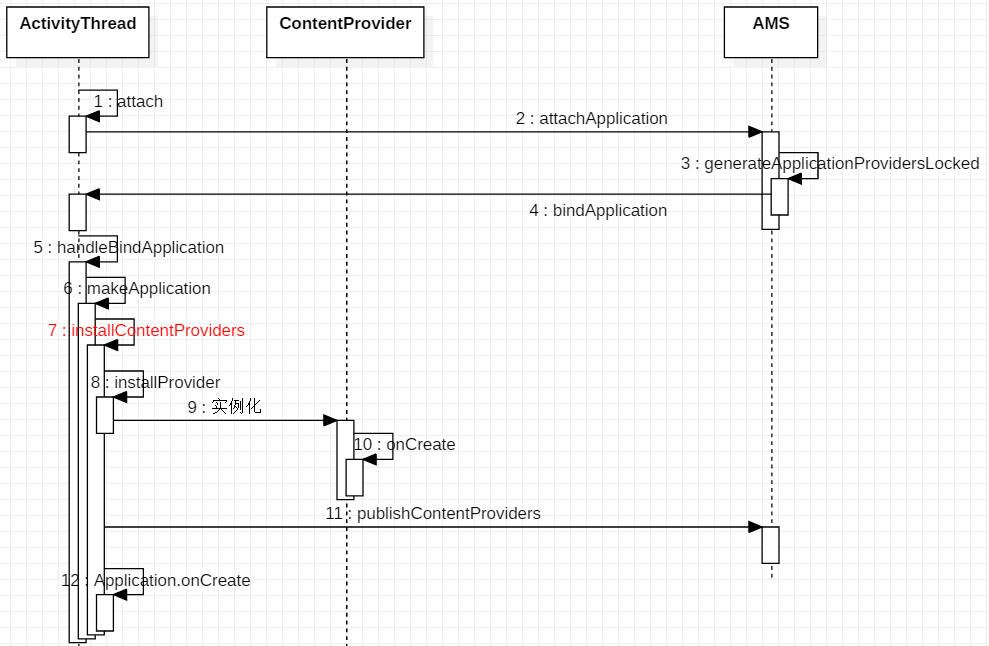 ActivityThread
ContentProvider
AMS
1 : attach
2 : attachApplication
3 : generateApplicationProvidersLocked
4 : bindApplication
5 : handleBindApplication
6 : makeApplication
7 : installContentProviders
8 : installProvider
9 : 实例化
10 : onCreate
11 : publishContentProviders
12 : Application.onCreate